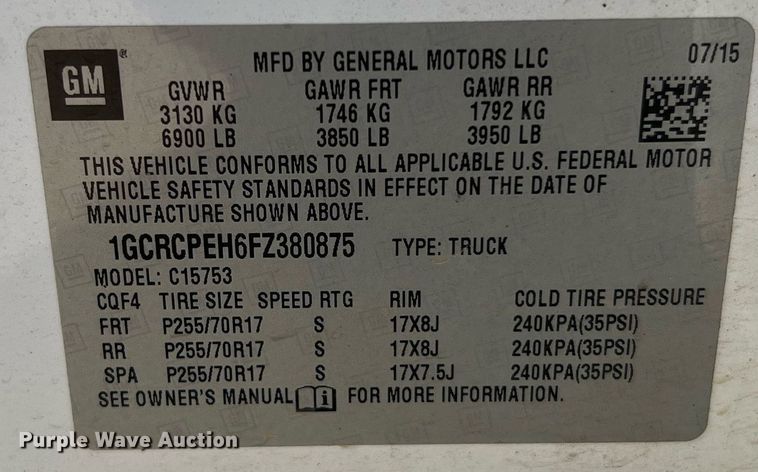 GM
MFD BY GENERAL MOTORS LLC 07/15
GVWR GAWR FRT GAWR RR
3130 KG 1746 KG 1792 KG
6900 LB 3850 LB 3950 LB
THIS VEHICLE CONFORMS TO ALL APPLICABLE U.S. FEDERAL MOTOR
VEHICLE SAFETY STANDARDS IN EFFECT ON THE DATE OF
MANUFACTURE SHOWN ABOVE.
1GCRCPEH6FZ380875 TYPE: TRUCK
MODEL: C15753
CQF4 TIRE SIZE SPEED RTG RIM COLD TIRE PRESSURE
FRT P255/70R17 S 17X8J 240KPA(35PSI)
RR P255/70R17 S 17X8J 240KPA(35PSI)
SPA P255/70R17 S 17X7.5J 240KPA(35PSI)
SEE OWNER'S MANUAL i FOR MORE INFORMATION.
Purple Wave Auction